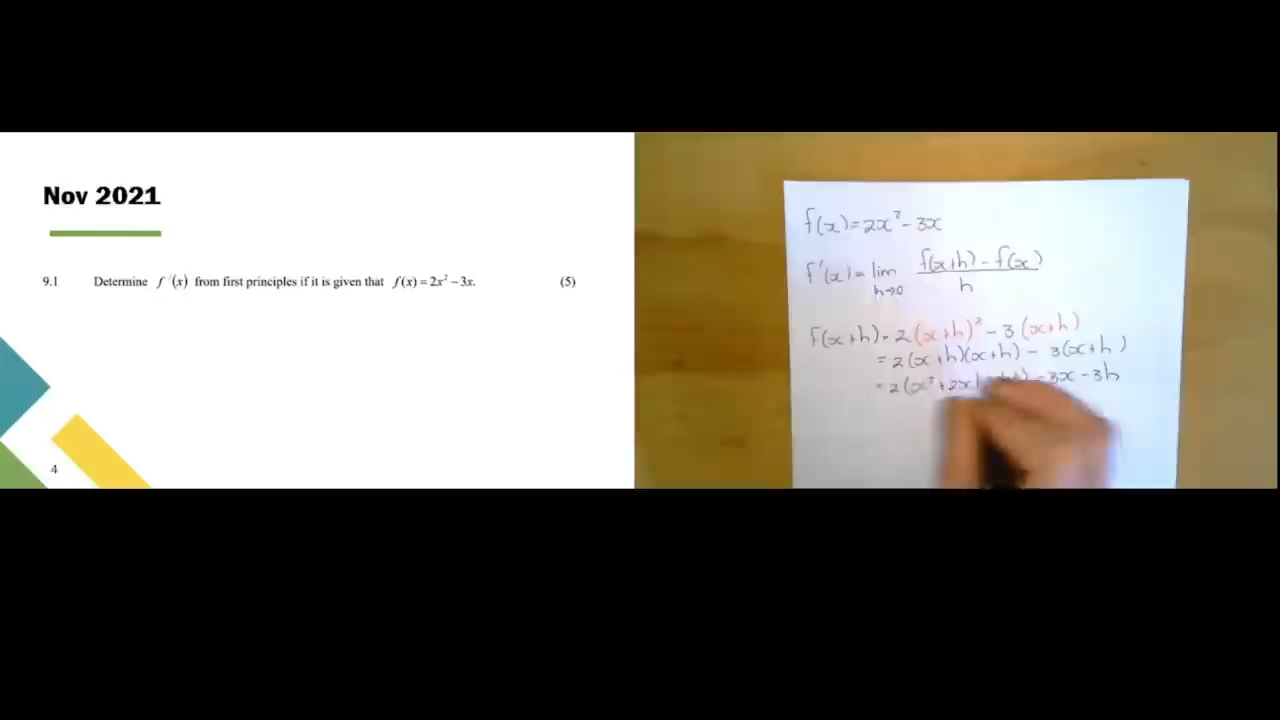 Nov 2021
9.1 Determine f ′(x) from first principles if it is given that f(x) = 2x² − 3x. (5)
4
f(x) = 2x² − 3x
f′(x) = lim h→0 f(x+h) − f(x) / h
f(x+h) = 2(x+h)² − 3(x+h)
= 2(x+h)(x+h) − 3(x+h)
= 2(x² + 2x − 3x − 3h